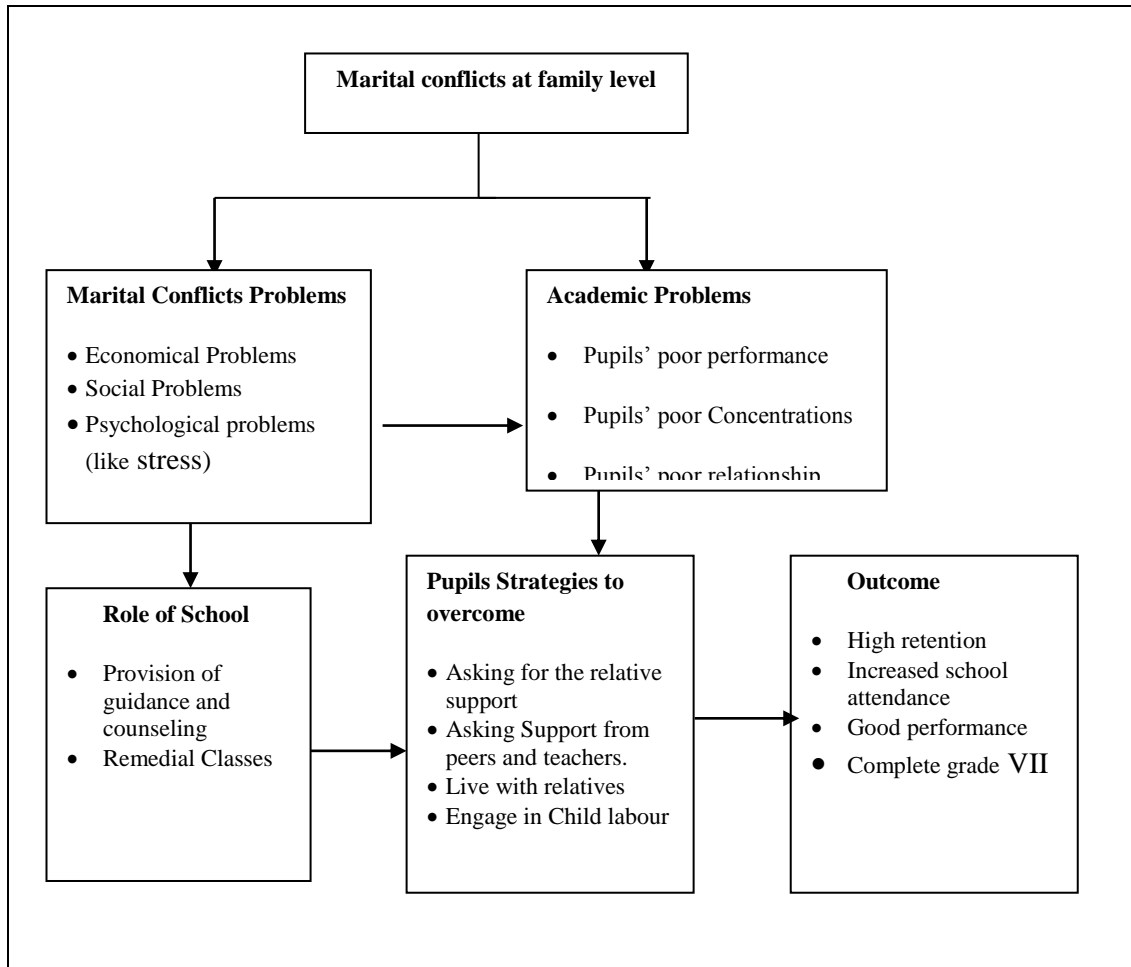 Marital conflicts at family level
Marital Conflicts Problems
• Economical Problems
• Social Problems
• Psychological problems
(like stress)
Academic Problems
• Pupils’ poor performance
• Pupils’ poor Concentrations
• Pupils’ poor relationship
Role of School
• Provision of
guidance and
counseling
• Remedial Classes
Pupils Strategies to
overcome
• Asking for the relative
support
• Asking Support from
peers and teachers.
• Live with relatives
• Engage in Child labour
Outcome
• High retention
• Increased school
attendance
• Good performance
• Complete grade VII